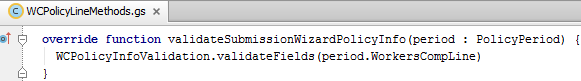 WCPolicyLineMethods.gs ×
override function validateSubmissionWizardPolicyInfo(period : PolicyPeriod) {
WCPolicyInfoValidation.validateFields(period.WorkersCompLine)
}